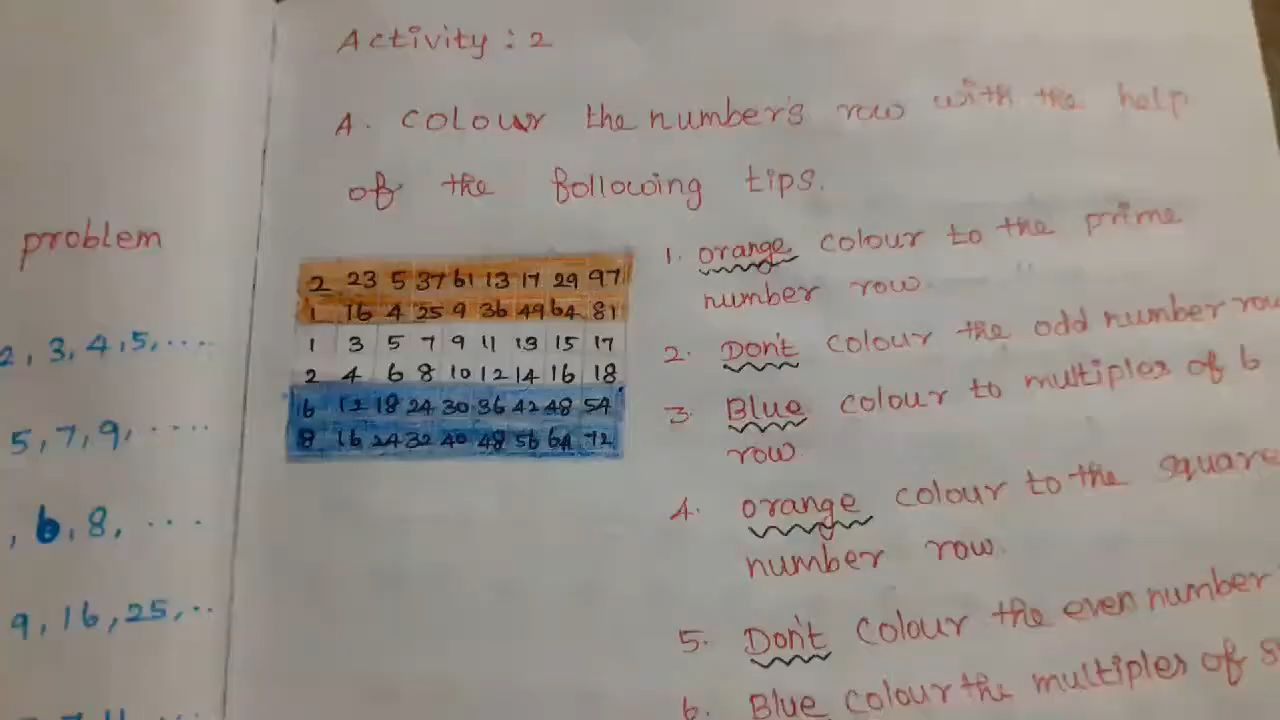 problem
2, 3, 4, 5, ....
5, 7, 9, ....
, 6, 8, ....
9, 16, 25, ..
Activity : 2
A. colour the number's row with the help
of the following tips.
2 23 5 37 61 13 17 29 97
1 16 4 25 9 36 49 64 81
1 3 5 7 9 11 13 15 17
2 4 6 8 10 12 14 16 18
6 12 18 24 30 36 42 48 54
8 16 24 32 40 48 56 64 72
1. orange colour to the prime
number row.
2. Don't colour the odd number row
3. Blue colour to multiples of 6
row.
4. orange colour to the square
number row.
5. Don't colour the even number
6. Blue colour the multiples of